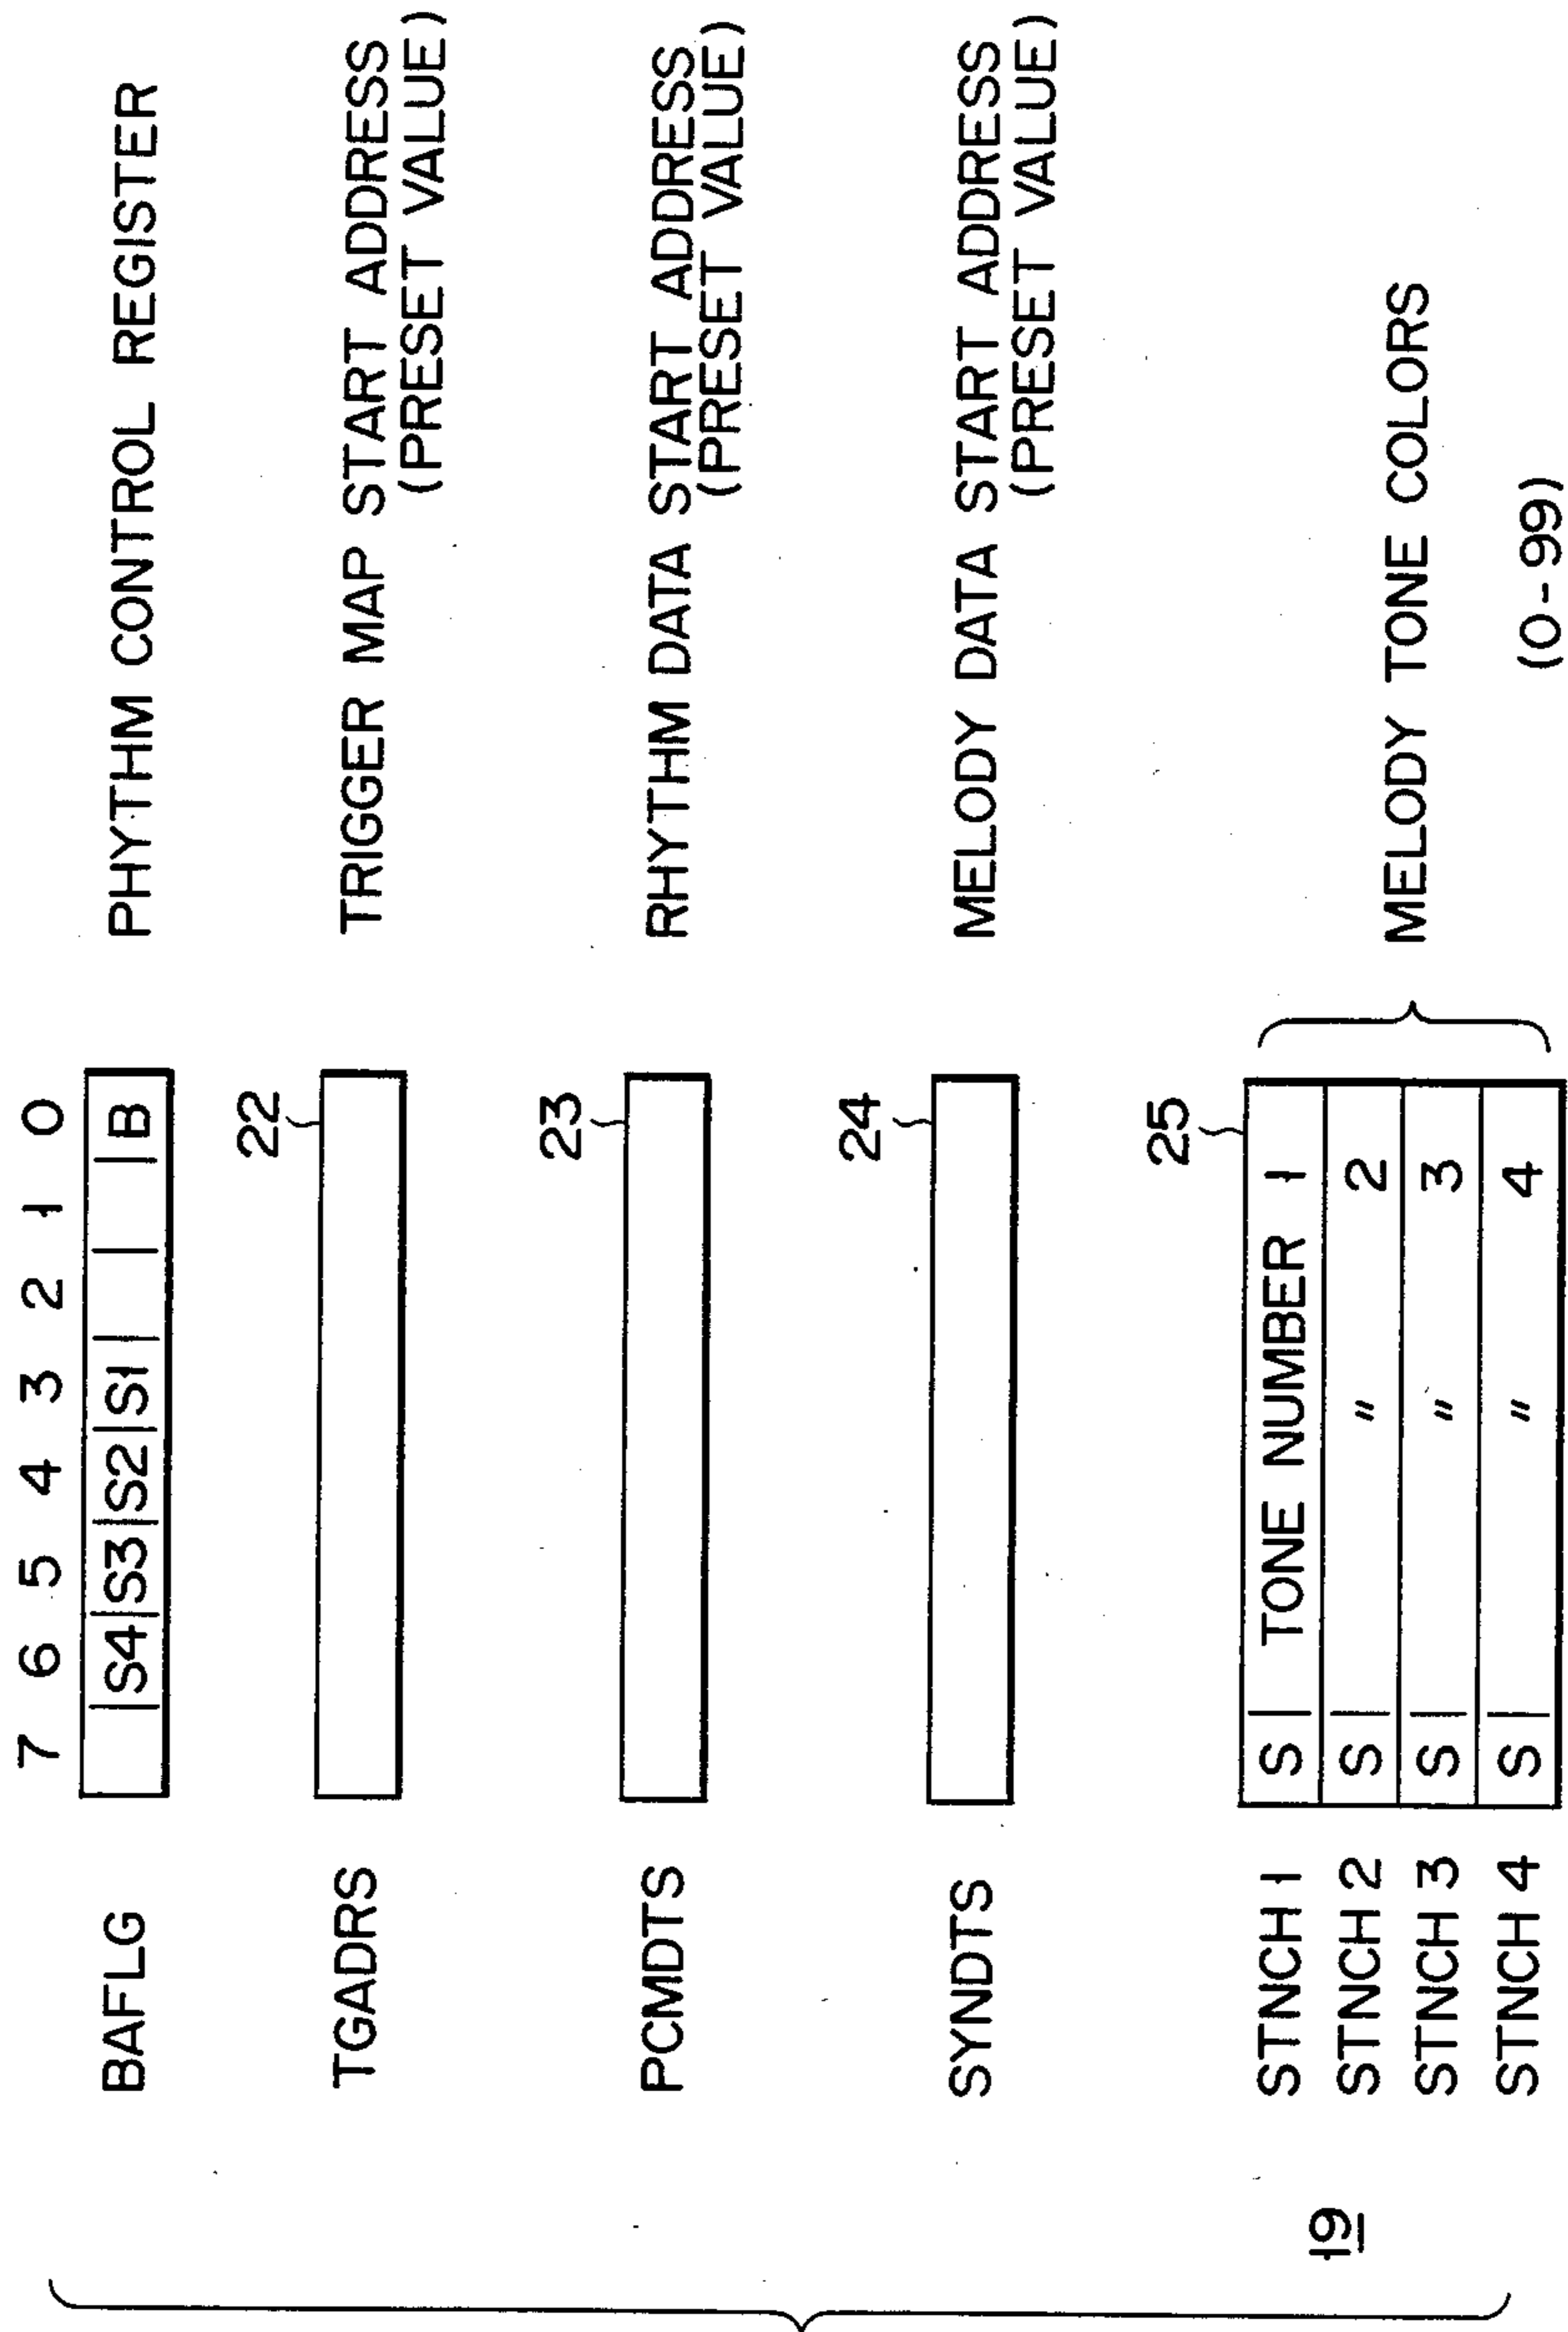 7 6 5 4 3 2 1 0
BAFLG |S4|S3|S2|S1| | |B PHYTHM CONTROL REGISTER
22
TGADRS TRIGGER MAP START ADDRESS
(PRESET VALUE)
23
PCMDTS RHYTHM DATA START ADDRESS
(PRESET VALUE)
24
SYNDTS MELODY DATA START ADDRESS
(PRESET VALUE)
25
STNCH 1 S| TONE NUMBER 1
STNCH 2 S| " 2
STNCH 3 S| " 3
STNCH 4 S| " 4
MELODY TONE COLORS
(0-99)
19